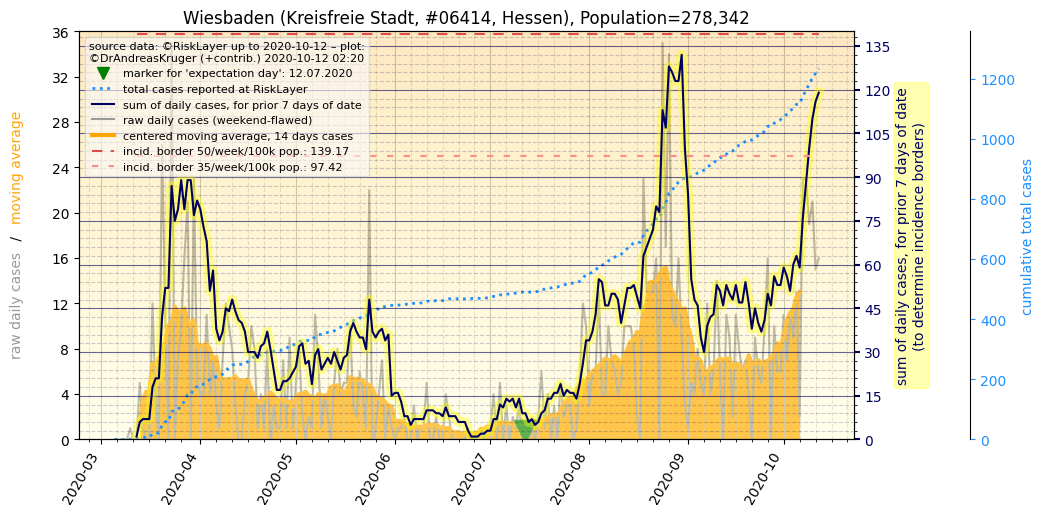 Wiesbaden (Kreisfreie Stadt, #06414, Hessen), Population=278,342
source data: ©RiskLayer up to 2020-10-12 – plot:
©DrAndreasKruger (+contrib.) 2020-10-12 02:20
marker for 'expectation day': 12.07.2020
total cases reported at RiskLayer
sum of daily cases, for prior 7 days of date
raw daily cases (weekend-flawed)
centered moving average, 14 days cases
incid. border 50/week/100k pop.: 139.17
incid. border 35/week/100k pop.: 97.42
raw daily cases / moving average
36
32
28
24
20
16
12
8
4
0
2020-03
2020-04
2020-05
2020-06
2020-07
2020-08
2020-09
2020-10
135
120
105
90
75
60
45
30
15
0
sum of daily cases, for prior 7 days of date
(to determine incidence borders)
1200
1000
800
600
400
200
0
cumulative total cases